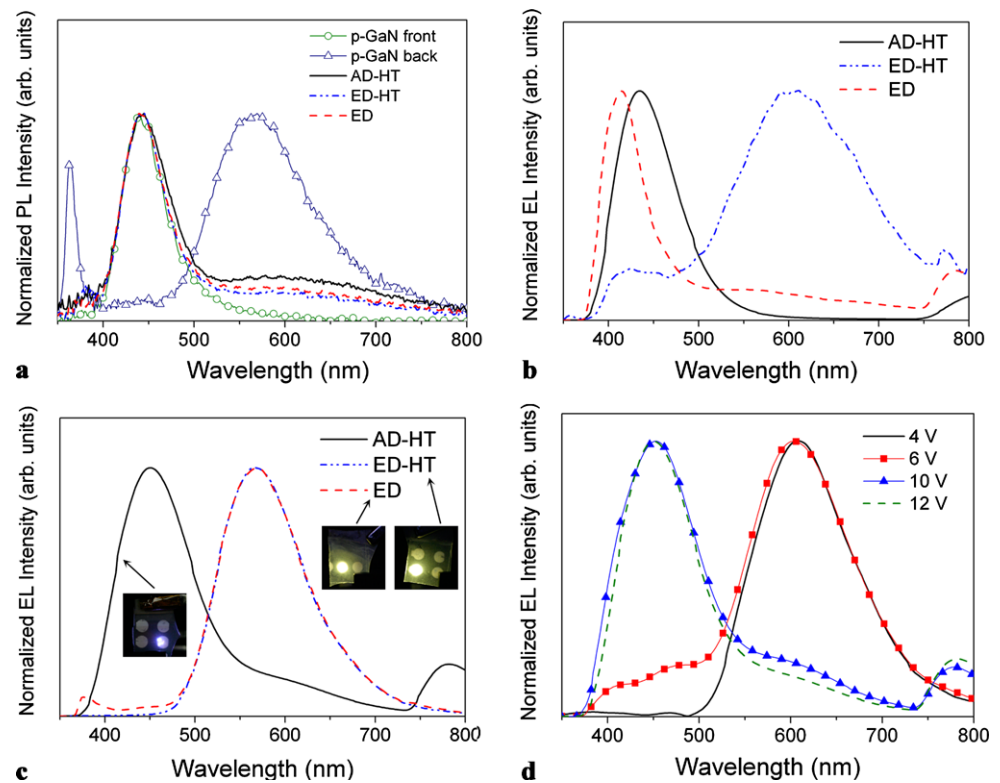 Normalized PL Intensity (arb. units)
p-GaN front
p-GaN back
AD-HT
ED-HT
ED
400 500 600 700 800
Wavelength (nm)
a
Normalized EL Intensity (arb. units)
AD-HT
ED-HT
ED
400 500 600 700 800
Wavelength (nm)
b
Normalized EL Intensity (arb. units)
AD-HT
ED-HT
ED
400 500 600 700 800
Wavelength (nm)
c
Normalized EL Intensity (arb. units)
4 V
6 V
10 V
12 V
400 500 600 700 800
Wavelength (nm)
d